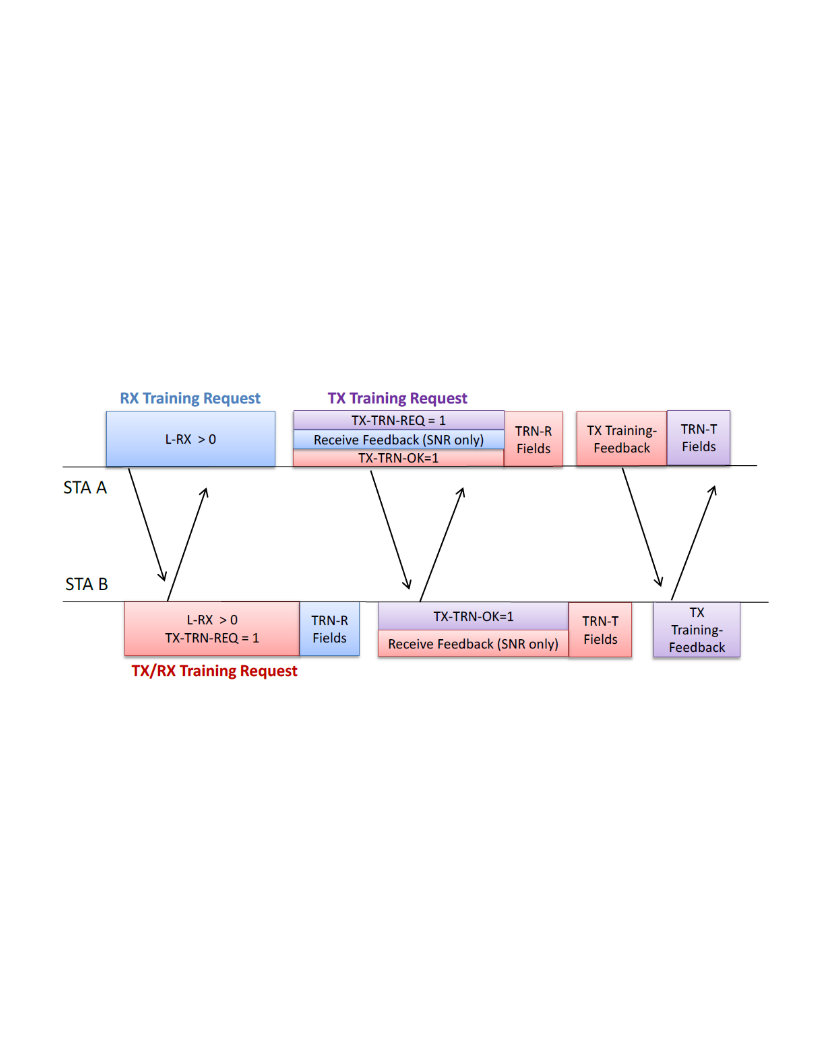 RX Training Request
TX Training Request
L-RX > 0
TX-TRN-REQ = 1
Receive Feedback (SNR only)
TX-TRN-OK=1
TRN-R
Fields
TX Training-
Feedback
TRN-T
Fields
STA A
STA B
L-RX > 0
TX-TRN-REQ = 1
TRN-R
Fields
TX-TRN-OK=1
Receive Feedback (SNR only)
TRN-T
Fields
TX
Training-
Feedback
TX/RX Training Request